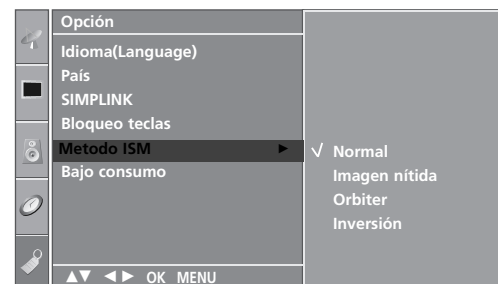 Opción
Idioma(Language)
País
SIMPLINK
Bloqueo teclas
Metodo ISM ►
Bajo consumo
√ Normal
Imagen nítida
Orbiter
Inversión
▲▼ ◄► OK MENU